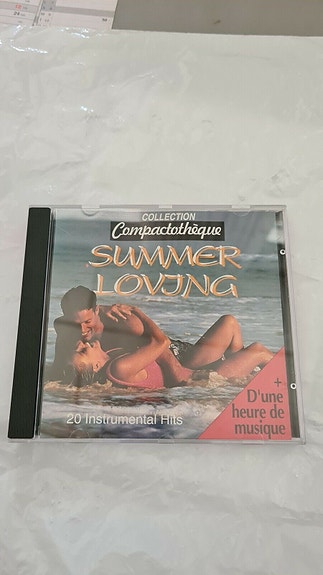 COLLECTION
Compactothèque
SUMMER
LOVING
20 Instrumental Hits
+
D'une
heure de
musique